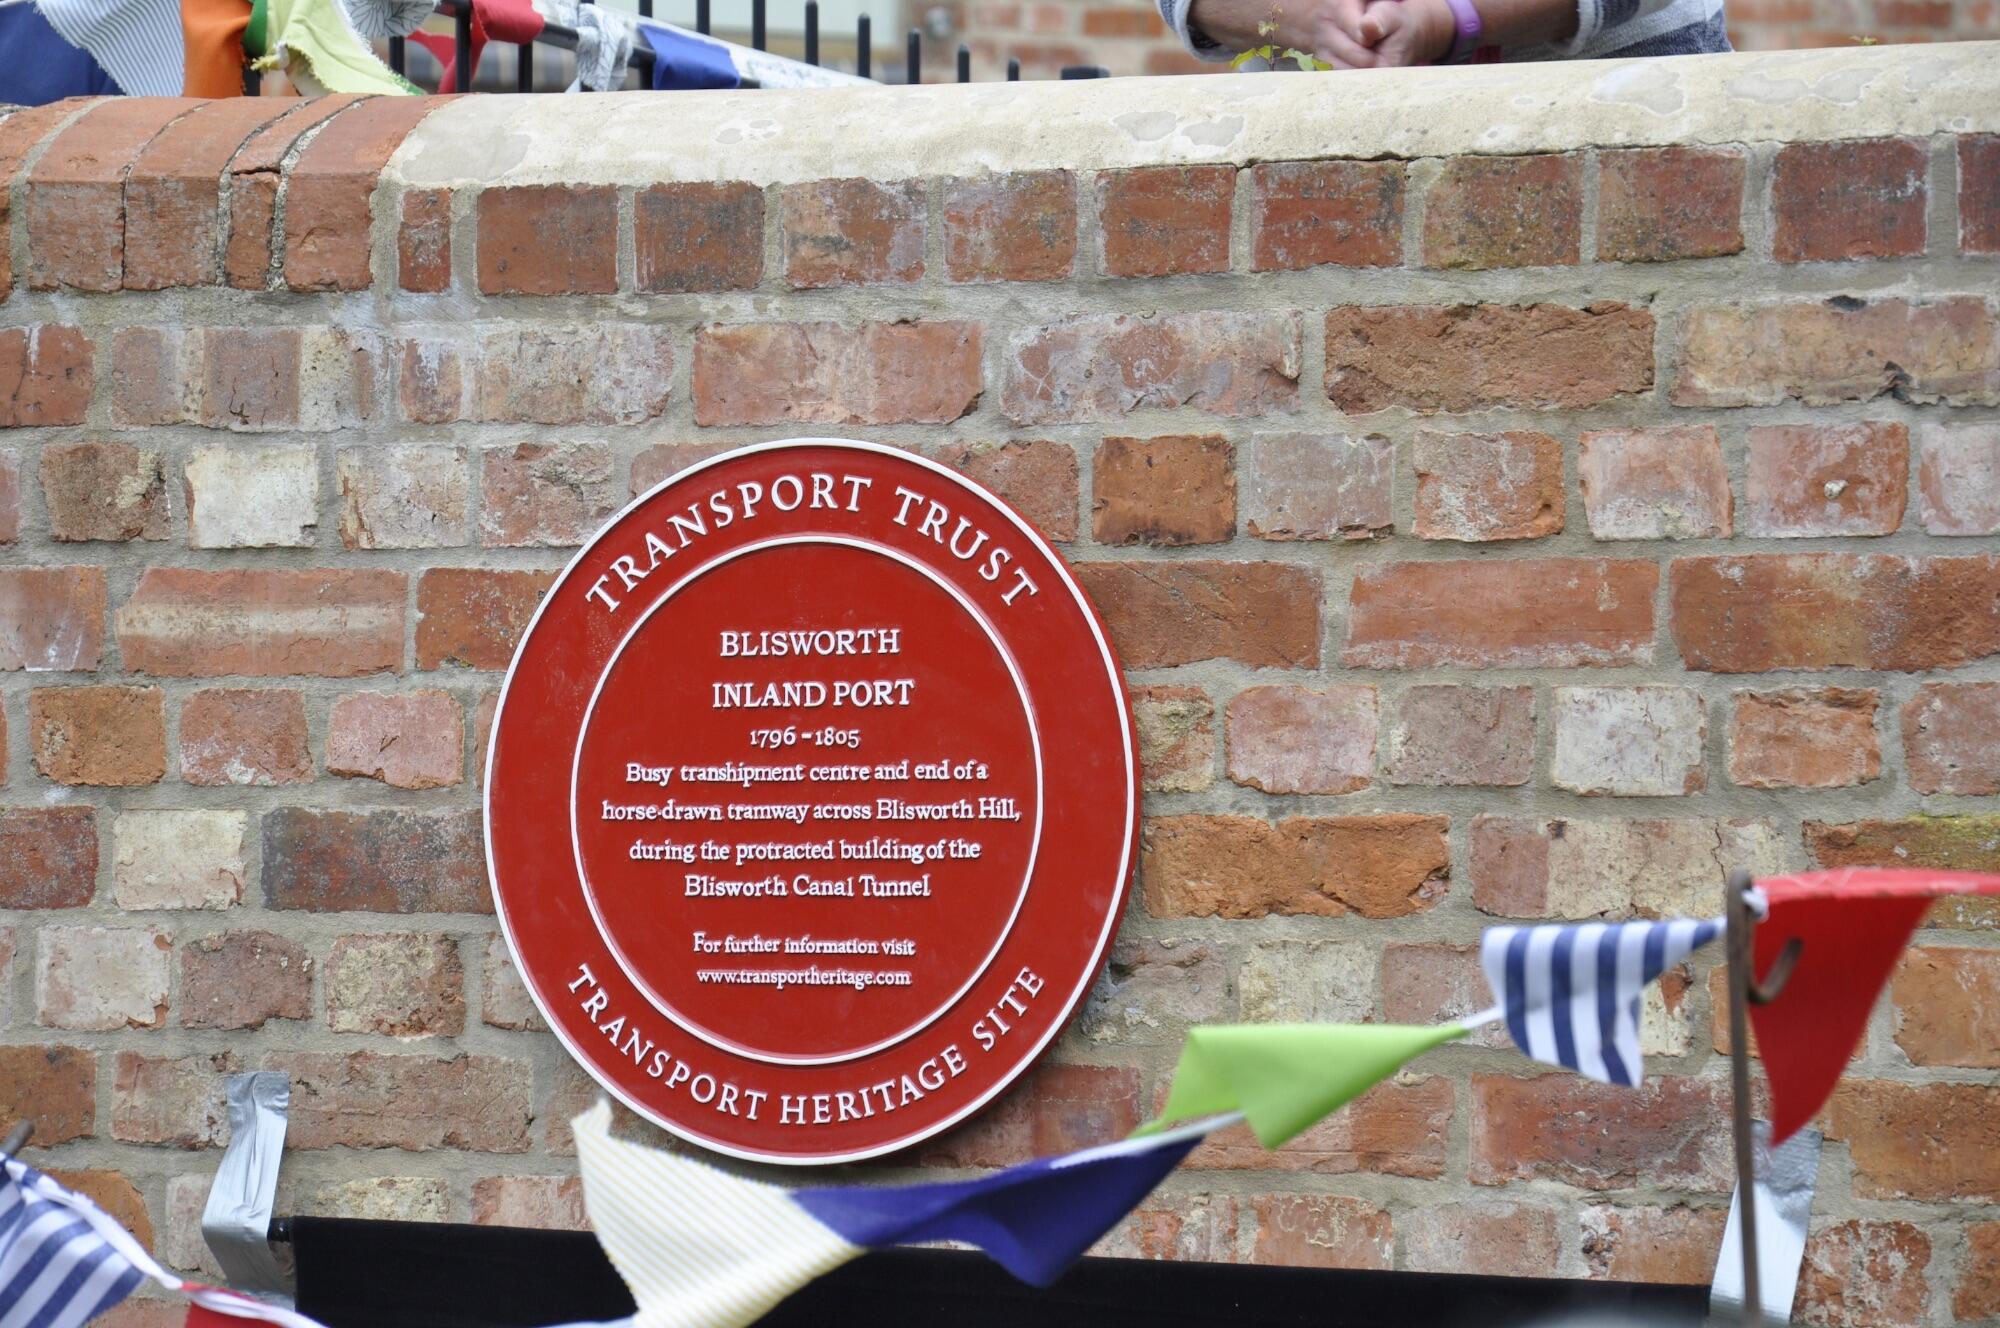 TRANSPORT TRUST
BLISWORTH
INLAND PORT
1796 - 1805
Busy transhipment centre and end of a
horse-drawn tramway across Blisworth Hill,
during the protracted building of the
Blisworth Canal Tunnel
For further information visit
www.transportheritage.com
TRANSPORT HERITAGE SITE